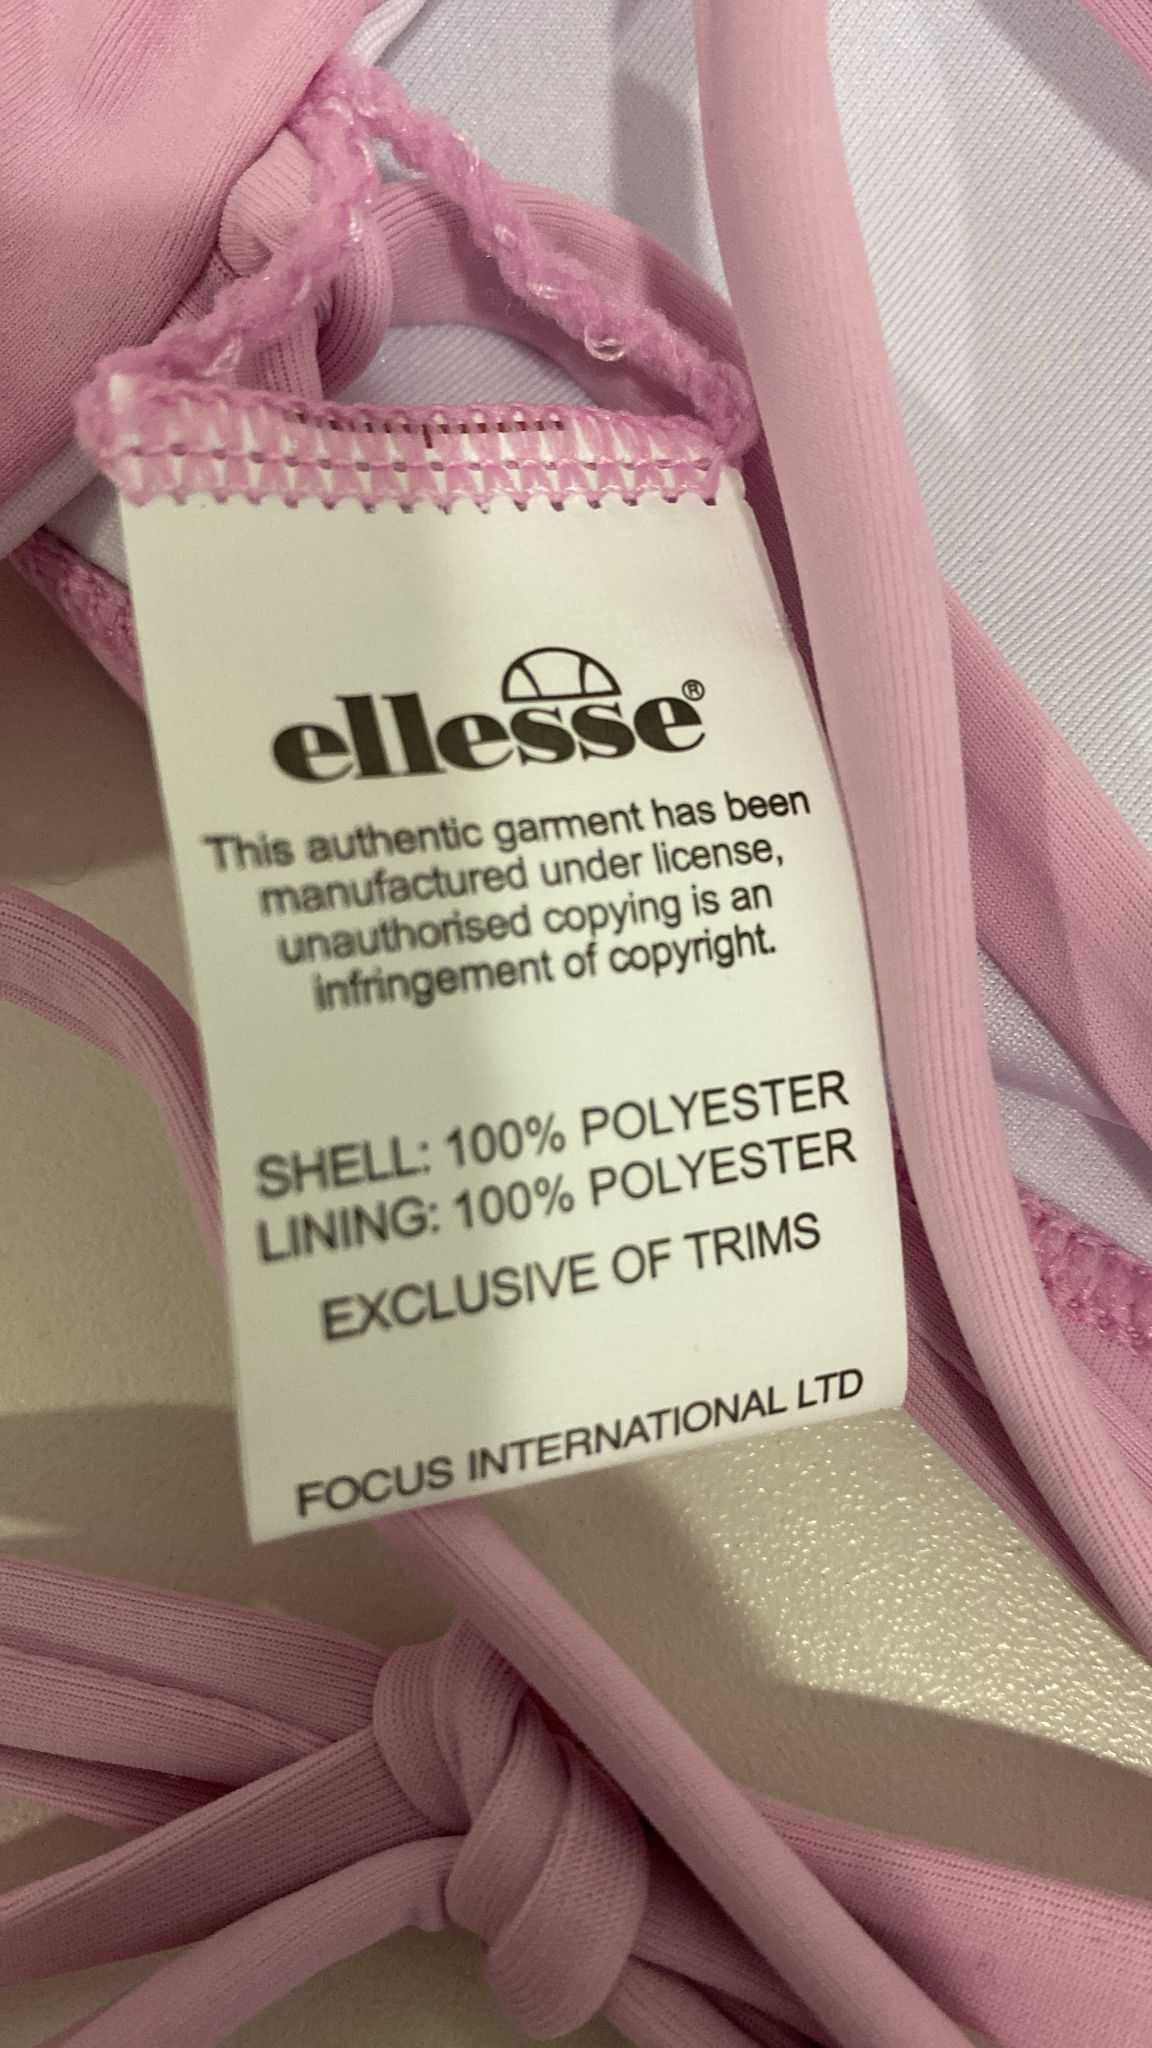 ellesse®
This authentic garment has been
manufactured under license,
unauthorised copying is an
infringement of copyright.
SHELL: 100% POLYESTER
LINING: 100% POLYESTER
EXCLUSIVE OF TRIMS
FOCUS INTERNATIONAL LTD